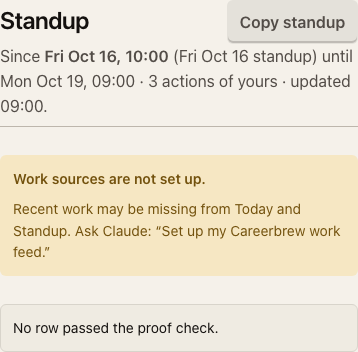 Standup
Copy standup
Since Fri Oct 16, 10:00 (Fri Oct 16 standup) until
Mon Oct 19, 09:00 · 3 actions of yours · updated
09:00.
Work sources are not set up.
Recent work may be missing from Today and
Standup. Ask Claude: “Set up my Careerbrew work
feed.”
No row passed the proof check.